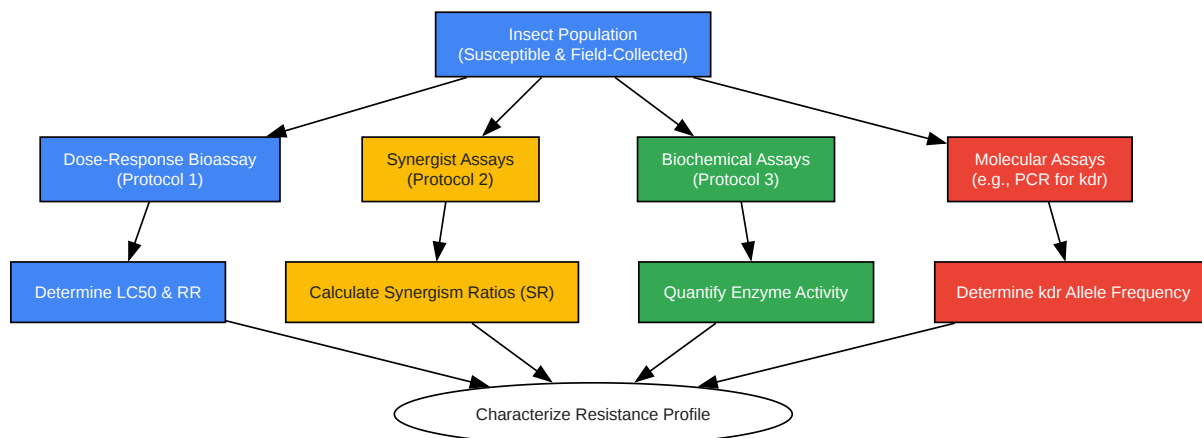 Insect Population
(Susceptible & Field-Collected)
Dose-Response Bioassay
(Protocol 1)
Synergist Assays
(Protocol 2)
Biochemical Assays
(Protocol 3)
Molecular Assays
(e.g., PCR for kdr)
Determine LC50 & RR
Calculate Synergism Ratios (SR)
Quantify Enzyme Activity
Determine kdr Allele Frequency
Characterize Resistance Profile